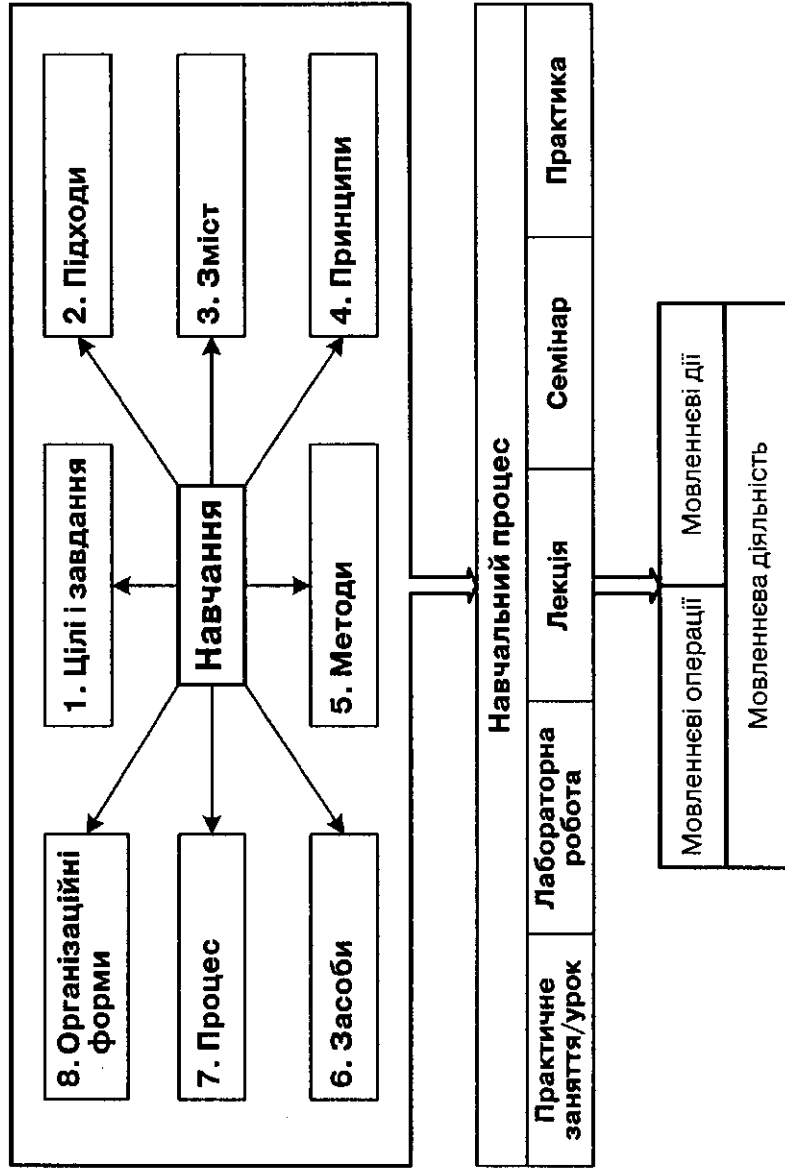 8. Організаційні
форми
1. Цілі і завдання
2. Підходи
7. Процес
Навчання
3. Зміст
6. Засоби
5. Методи
4. Принципи
Навчальний процес
Практичне
заняття/урок
Лабораторна
робота
Лекція
Семінар
Практика
Мовленнєві операції
Мовленнєві дії
Мовленнєва діяльність